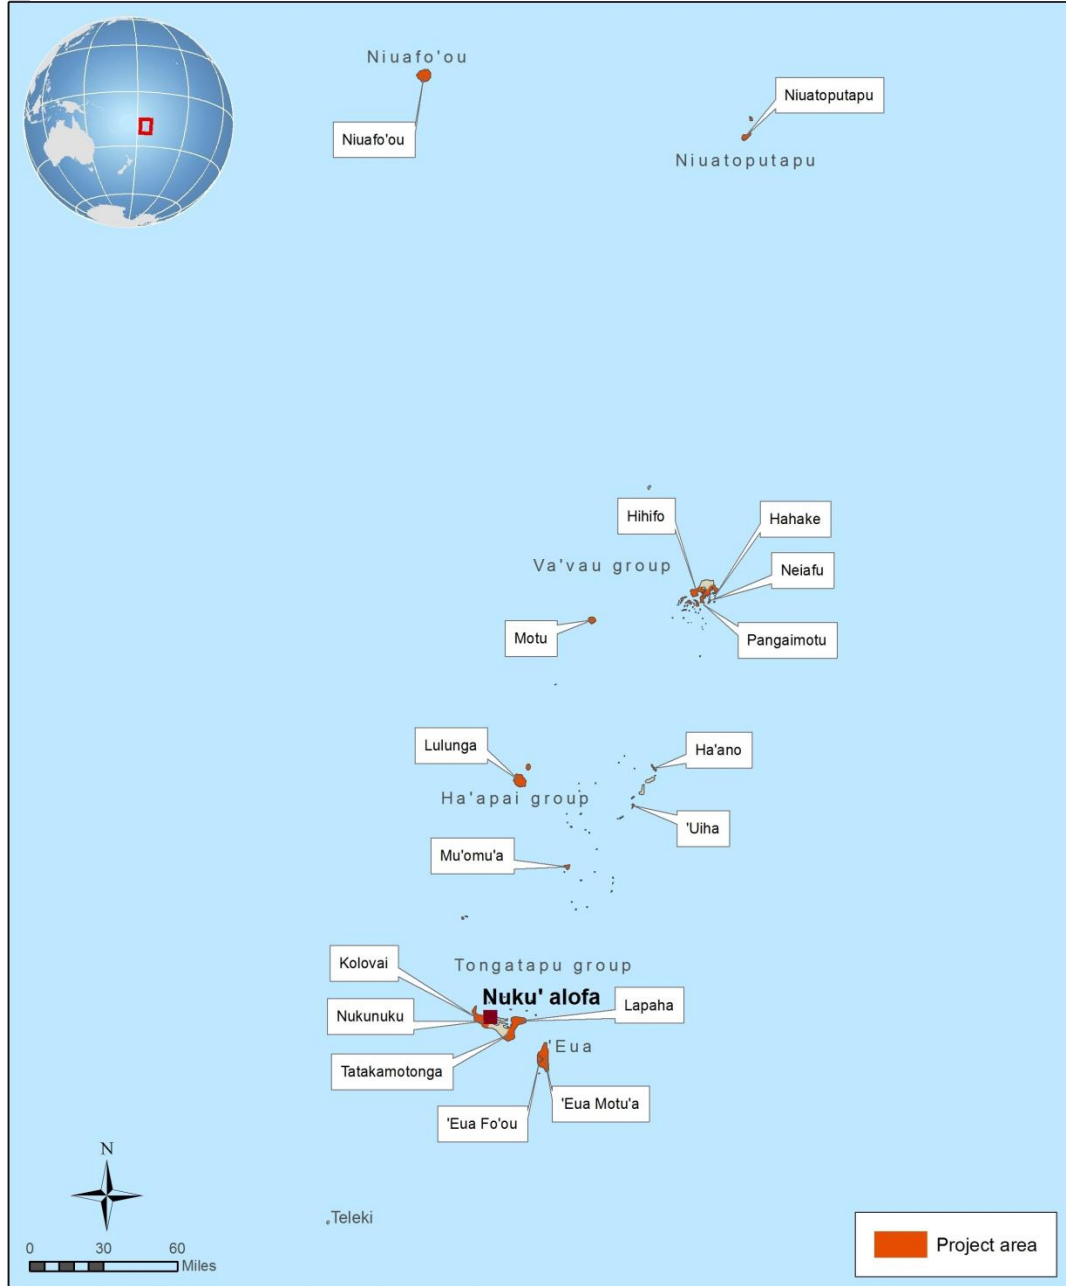 Niuafo'ou
Niuafo'ou
Niuatoputapu
Niuatoputapu
Hihifo
Hahake
Va'vau group
Neiafu
Motu
Pangaimotu
Lulunga
Ha'ano
Ha'apai group
'Uiha
Mu'omu'a
Kolovai
Tongatapu group
Nuku' alofa
Nukunuku
Lapaha
'Eua
Tatakamotonga
'Eua Motu'a
'Eua Fo'ou
N
Teleki
0 30 60
Miles
Project area